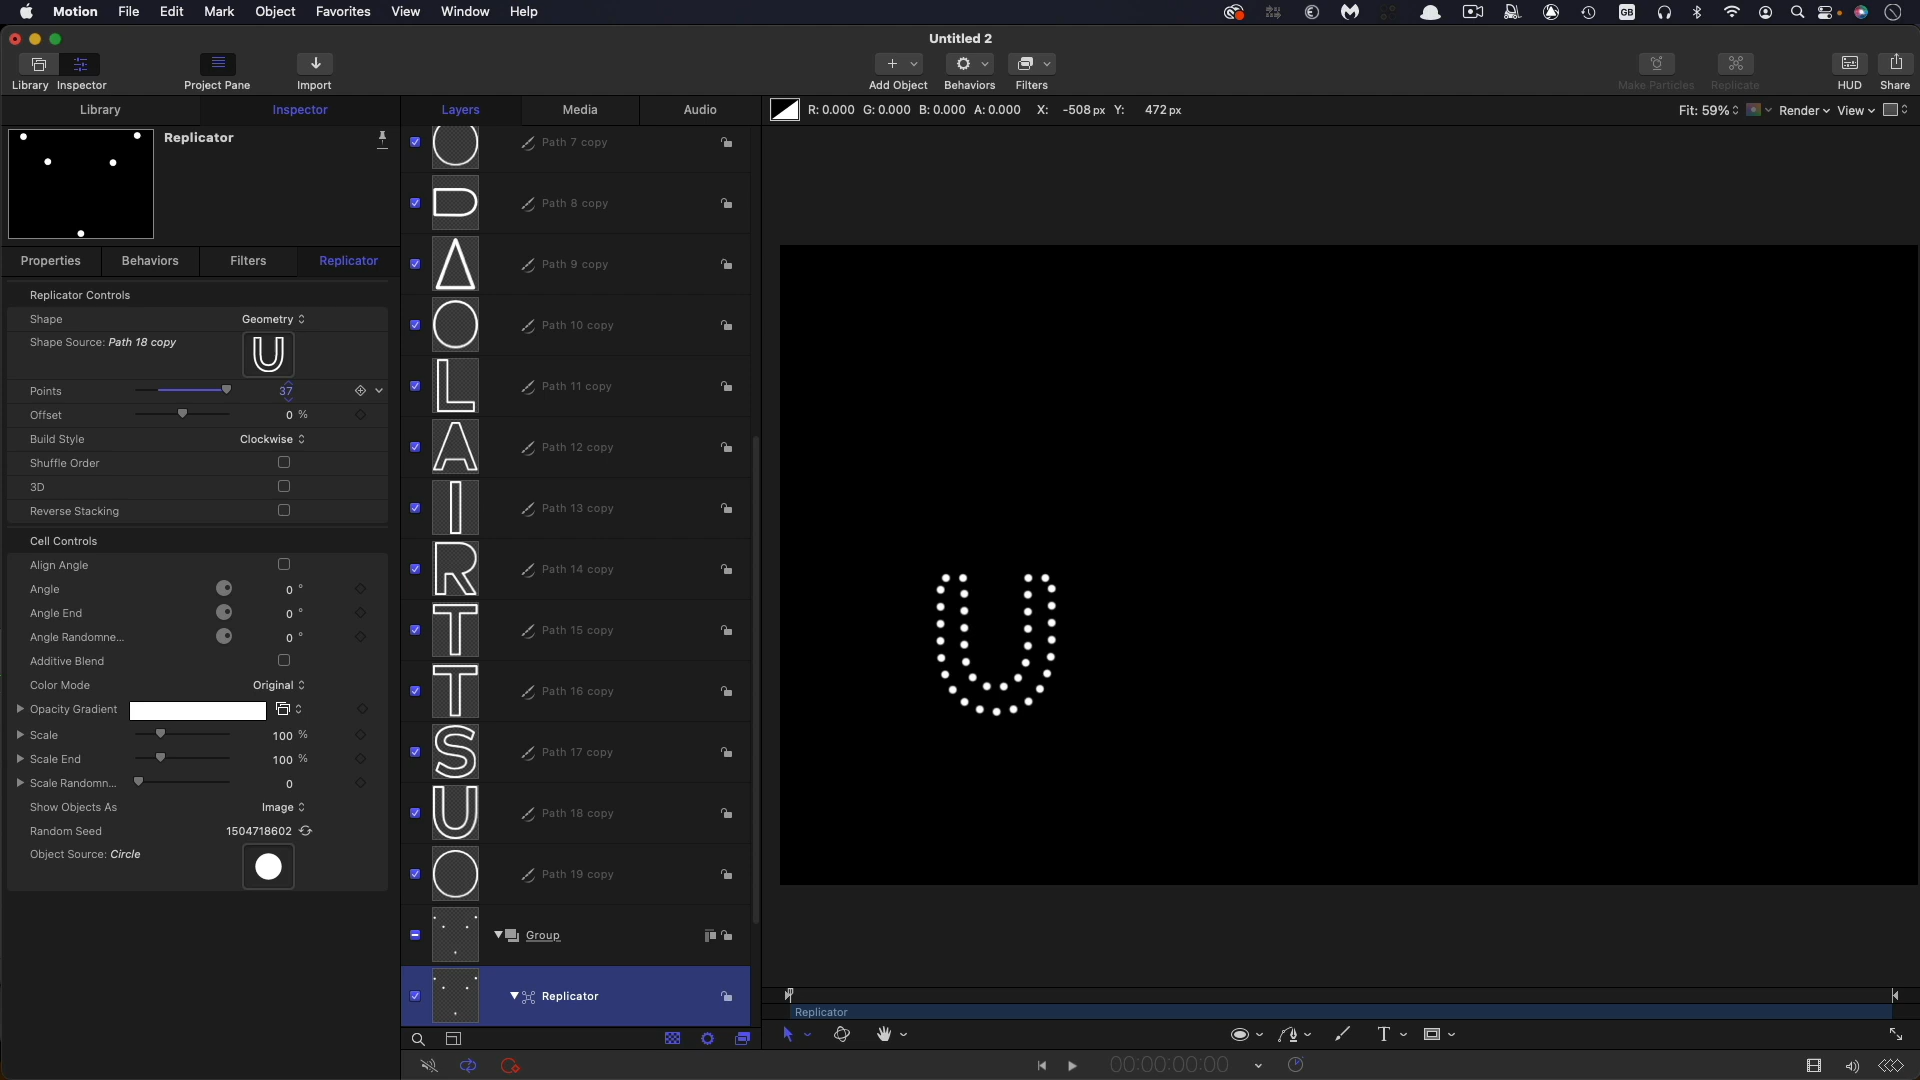 Motion File Edit Mark Object Favorites View Window Help
GB
Untitled 2
Library Inspector Project Pane Import Add Object Behaviors Filters Make Particles Replicate HUD Share
Library Inspector Layers Media Audio R: 0.000 G: 0.000 B: 0.000 A: 0.000 X: -508 px Y: 472 px Fit: 59% Render View
Replicator
Properties Behaviors Filters Replicator
Replicator Controls
Shape Geometry
Shape Source: Path 18 copy
U
Points 37
Offset 0 %
Build Style Clockwise
Shuffle Order
3D
Reverse Stacking
Cell Controls
Align Angle
Angle 0 °
Angle End 0 °
Angle Randomne... 0 °
Additive Blend
Color Mode Original
Opacity Gradient
Scale 100 %
Scale End 100 %
Scale Randomn... 0
Show Objects As Image
Random Seed 1504718602
Object Source: Circle
O Path 7 copy
D Path 8 copy
Path 9 copy
O Path 10 copy
L Path 11 copy
A Path 12 copy
I Path 13 copy
R Path 14 copy
T Path 15 copy
T Path 16 copy
S Path 17 copy
U Path 18 copy
O Path 19 copy
Group
Replicator
U
Replicator
T
00:00:00:00